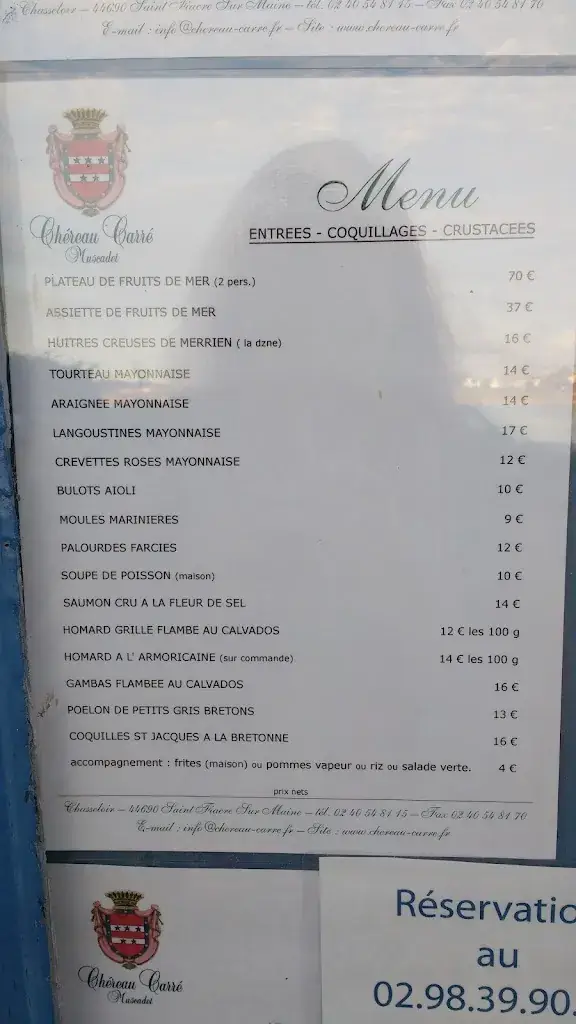 Chasseloir – 44690 Saint Fiacre Sur Maine – tél. 02 40 54 81 15 – Fax 02 40 54 81 70
E-mail : info@chereau-carre.fr – Site : www.chereau-carre.fr
Chéreau Carré
Muscadet
Menu
ENTREES - COQUILLAGES - CRUSTACEES
PLATEAU DE FRUITS DE MER (2 pers.) 70 €
ASSIETTE DE FRUITS DE MER 37 €
HUITRES CREUSES DE MERRIEN ( la dzne) 16 €
TOURTEAU MAYONNAISE 14 €
ARAIGNEE MAYONNAISE 14 €
LANGOUSTINES MAYONNAISE 17 €
CREVETTES ROSES MAYONNAISE 12 €
BULOTS AIOLI 10 €
MOULES MARINIERES 9 €
PALOURDES FARCIES 12 €
SOUPE DE POISSON (maison) 10 €
SAUMON CRU A LA FLEUR DE SEL 14 €
HOMARD GRILLE FLAMBE AU CALVADOS 12 € les 100 g
HOMARD A L' ARMORICAINE (sur commande) 14 € les 100 g
GAMBAS FLAMBEE AU CALVADOS 16 €
POELON DE PETITS GRIS BRETONS 13 €
COQUILLES ST JACQUES A LA BRETONNE 16 €
accompagnement : frites (maison) ou pommes vapeur ou riz ou salade verte. 4 €
prix nets
Chasseloir – 44690 Saint Fiacre Sur Maine – tél. 02 40 54 81 15 – Fax 02 40 54 81 70
E-mail : info@chereau-carre.fr – Site : www.chereau-carre.fr
Chéreau Carré
Muscadet
Réservatio
au
02.98.39.90.